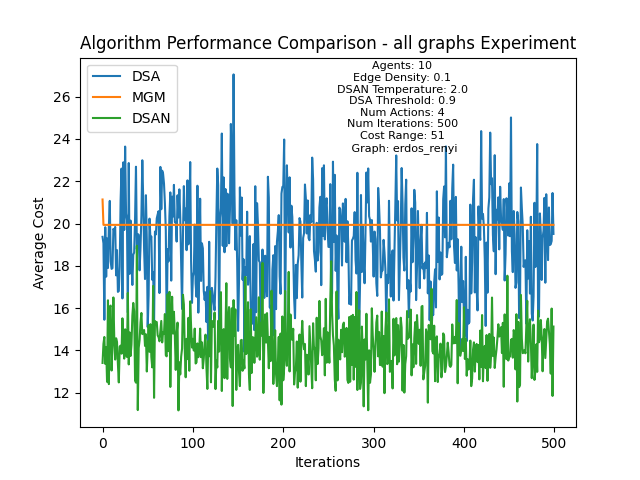 Algorithm Performance Comparison - all graphs Experiment
DSA
MGM
DSAN
Agents: 10
Edge Density: 0.1
DSAN Temperature: 2.0
DSA Threshold: 0.9
Num Actions: 4
Num Iterations: 500
Cost Range: 51
Graph: erdos_renyi
Average Cost
26
24
22
20
18
16
14
12
0
100
200
300
400
500
Iterations